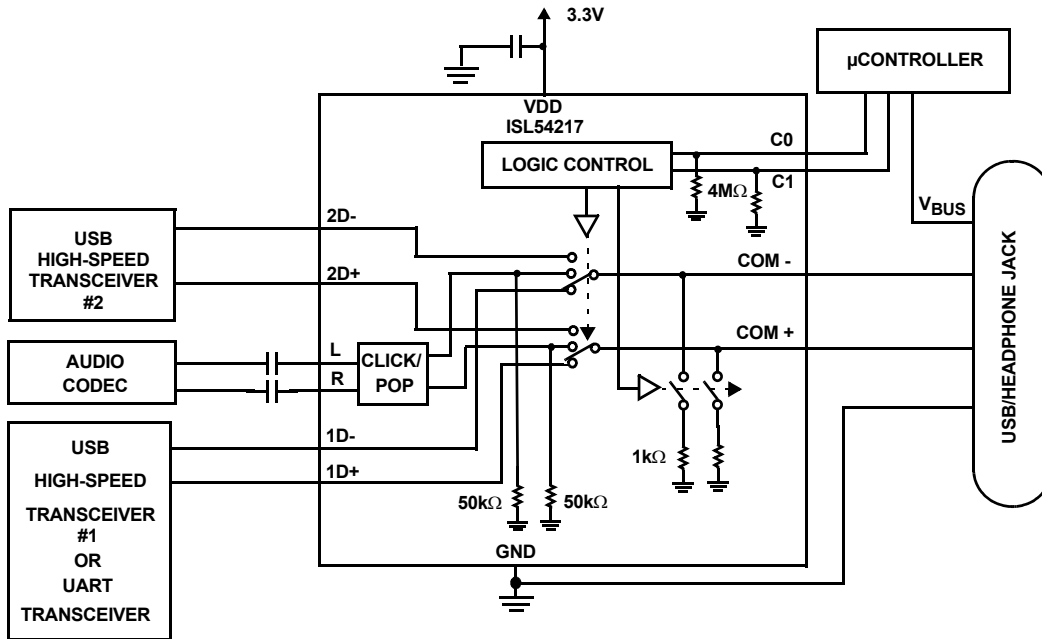 3.3V
µCONTROLLER
VDD
ISL54217
C0
LOGIC CONTROL
C1
4MΩ
VBUS
2D-
USB
HIGH-SPEED
TRANSCEIVER
#2
2D+
COM -
COM +
AUDIO
CODEC
L
R
CLICK/
POP
USB/HEADPHONE JACK
USB
HIGH-SPEED
TRANSCEIVER
#1
OR
UART
TRANSCEIVER
1D-
1D+
1kΩ
50kΩ
50kΩ
GND